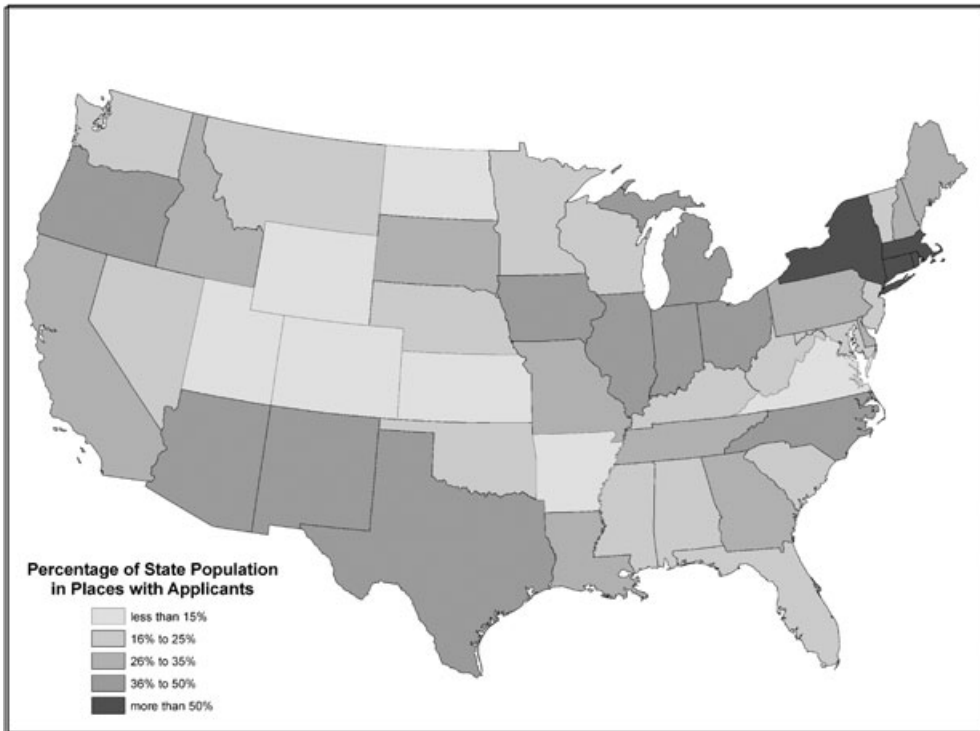 Percentage of State Population
in Places with Applicants
less than 15%
16% to 25%
26% to 35%
36% to 50%
more than 50%